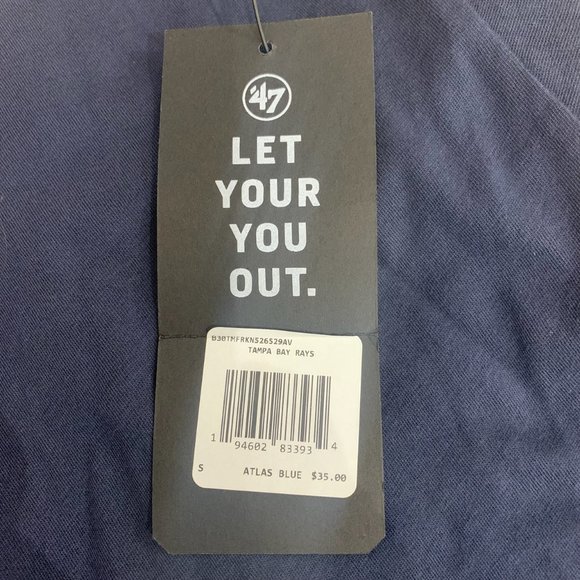 '47
LET
YOUR
YOU
OUT.
B30TMFRKNS26529AV
TAMPA BAY RAYS
1 94602 83393 4
S ATLAS BLUE $35.00